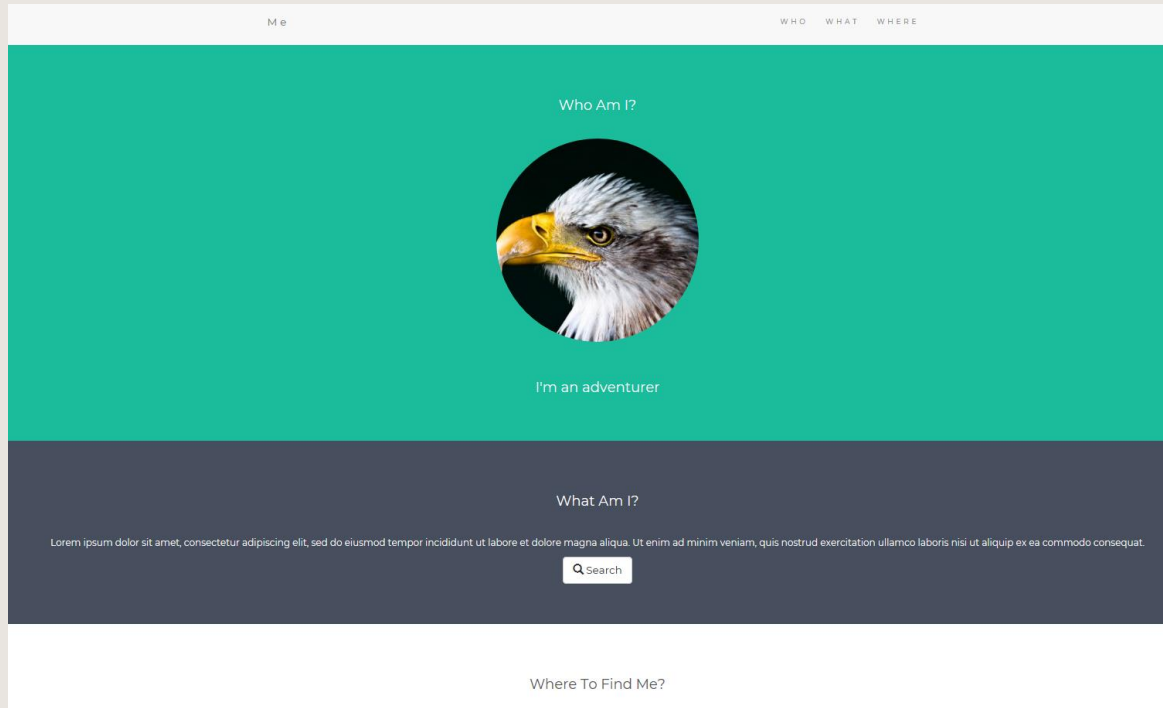 Me
WHO WHAT WHERE
Who Am I?
I'm an adventurer
What Am I?
Lorem ipsum dolor sit amet, consectetur adipiscing elit, sed do eiusmod tempor incididunt ut labore et dolore magna aliqua. Ut enim ad minim veniam, quis nostrud exercitation ullamco laboris nisi ut aliquip ex ea commodo consequat.
Search
Where To Find Me?